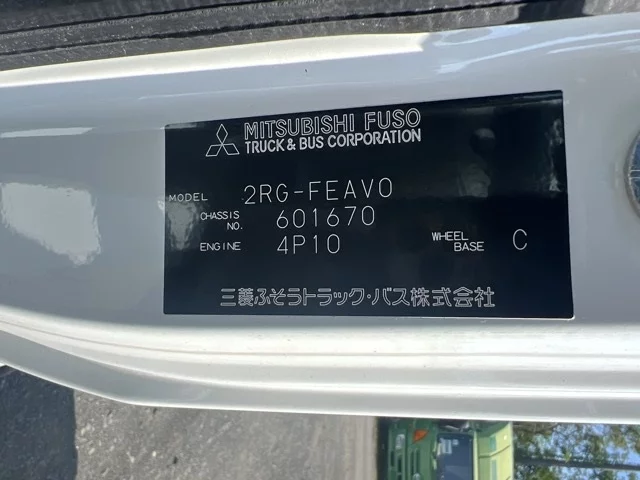 MITSUBISHI FUSO
TRUCK & BUS CORPORATION
MODEL 2RG-FEAV0
CHASSIS NO. 601670
ENGINE 4P10 WHEEL BASE C
三菱ふそうトラック・バス株式会社